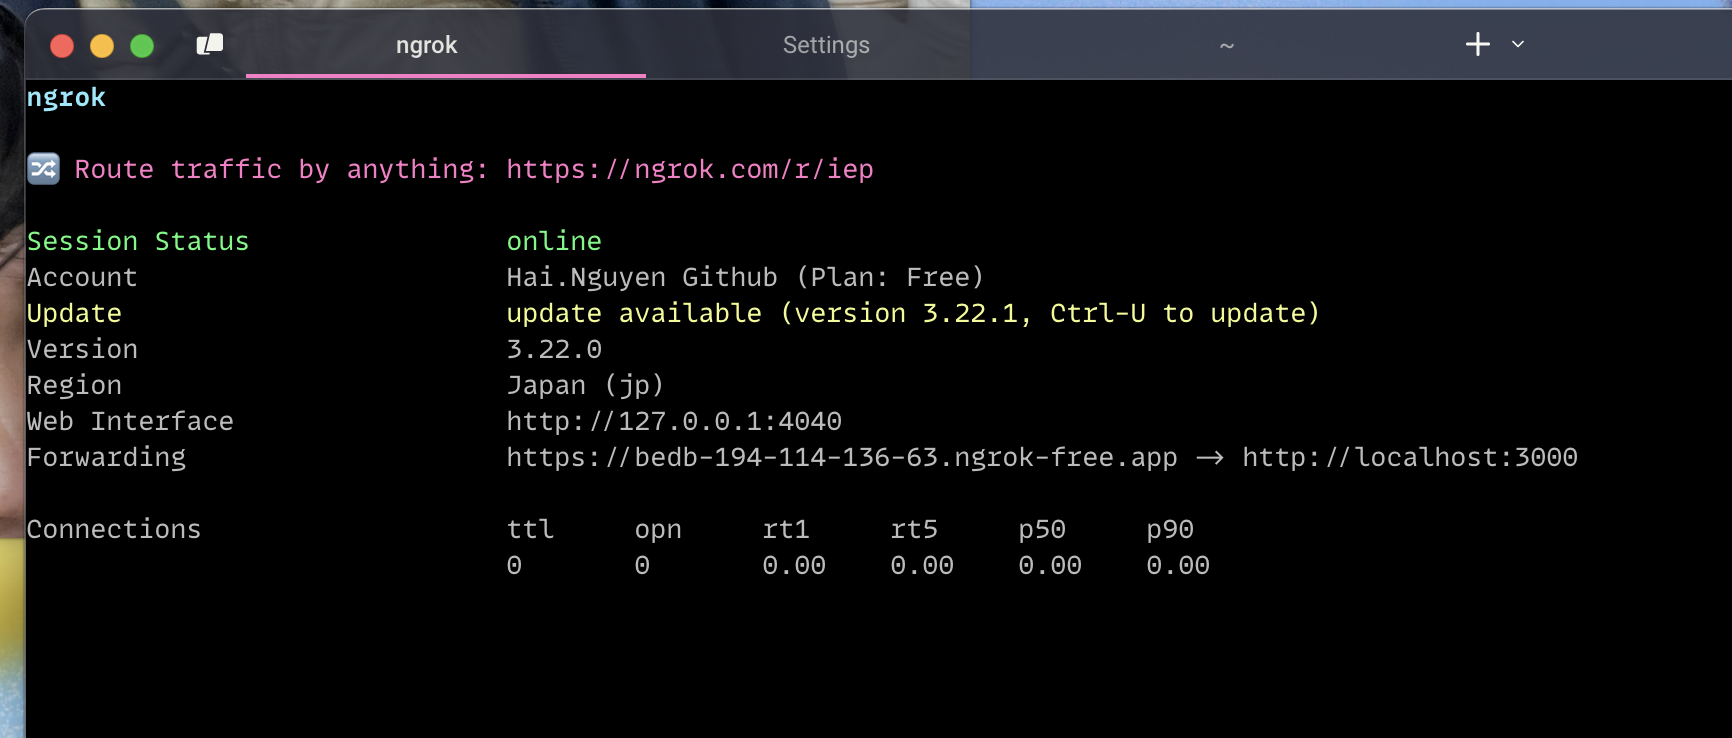 ngrok Settings ~
ngrok
Route traffic by anything: https://ngrok.com/r/iep
Session Status online
Account Hai.Nguyen Github (Plan: Free)
Update update available (version 3.22.1, Ctrl-U to update)
Version 3.22.0
Region Japan (jp)
Web Interface http://127.0.0.1:4040
Forwarding https://bedb-194-114-136-63.ngrok-free.app -> http://localhost:3000
Connections ttl opn rt1 rt5 p50 p90
0 0 0.00 0.00 0.00 0.00